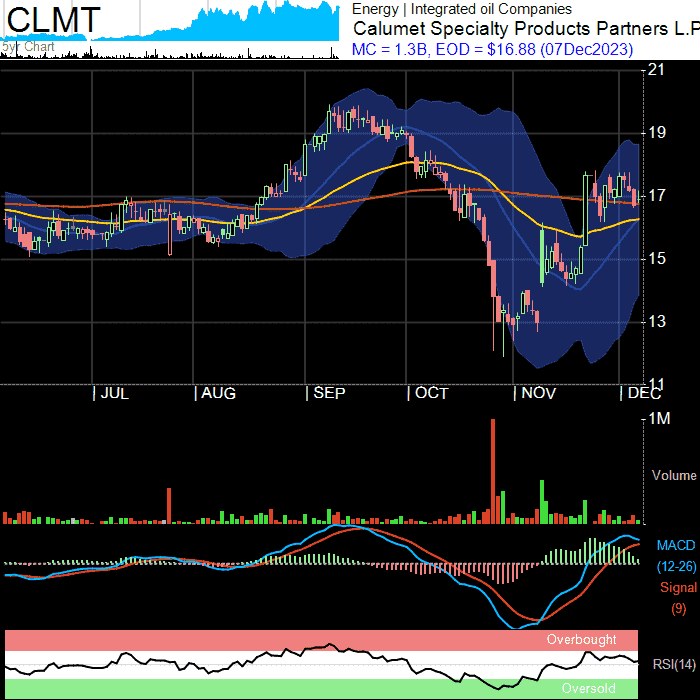 CLMT
5yr Chart
Energy | Integrated oil Companies
Calumet Specialty Products Partners L.P
MC = 1.3B, EOD = $16.88 (07Dec2023)
21
19
17
15
13
11
JUL
AUG
SEP
OCT
NOV
DEC
1M
Volume
MACD
(12-26)
Signal
(9)
Overbought
RSI(14)
Oversold